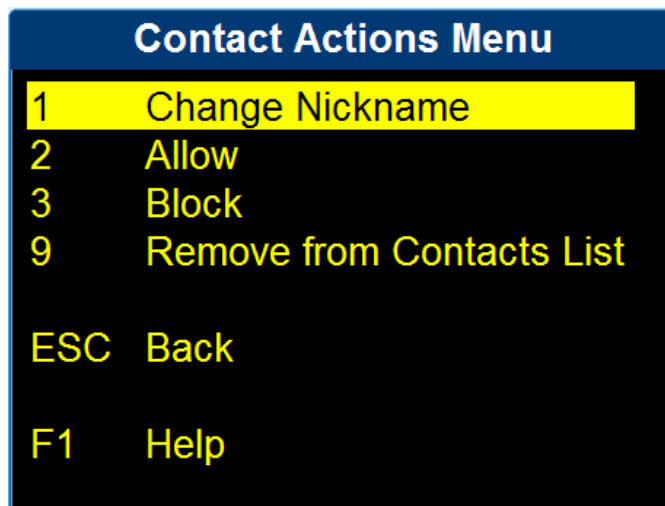 Contact Actions Menu
1 Change Nickname
2 Allow
3 Block
9 Remove from Contacts List
ESC Back
F1 Help